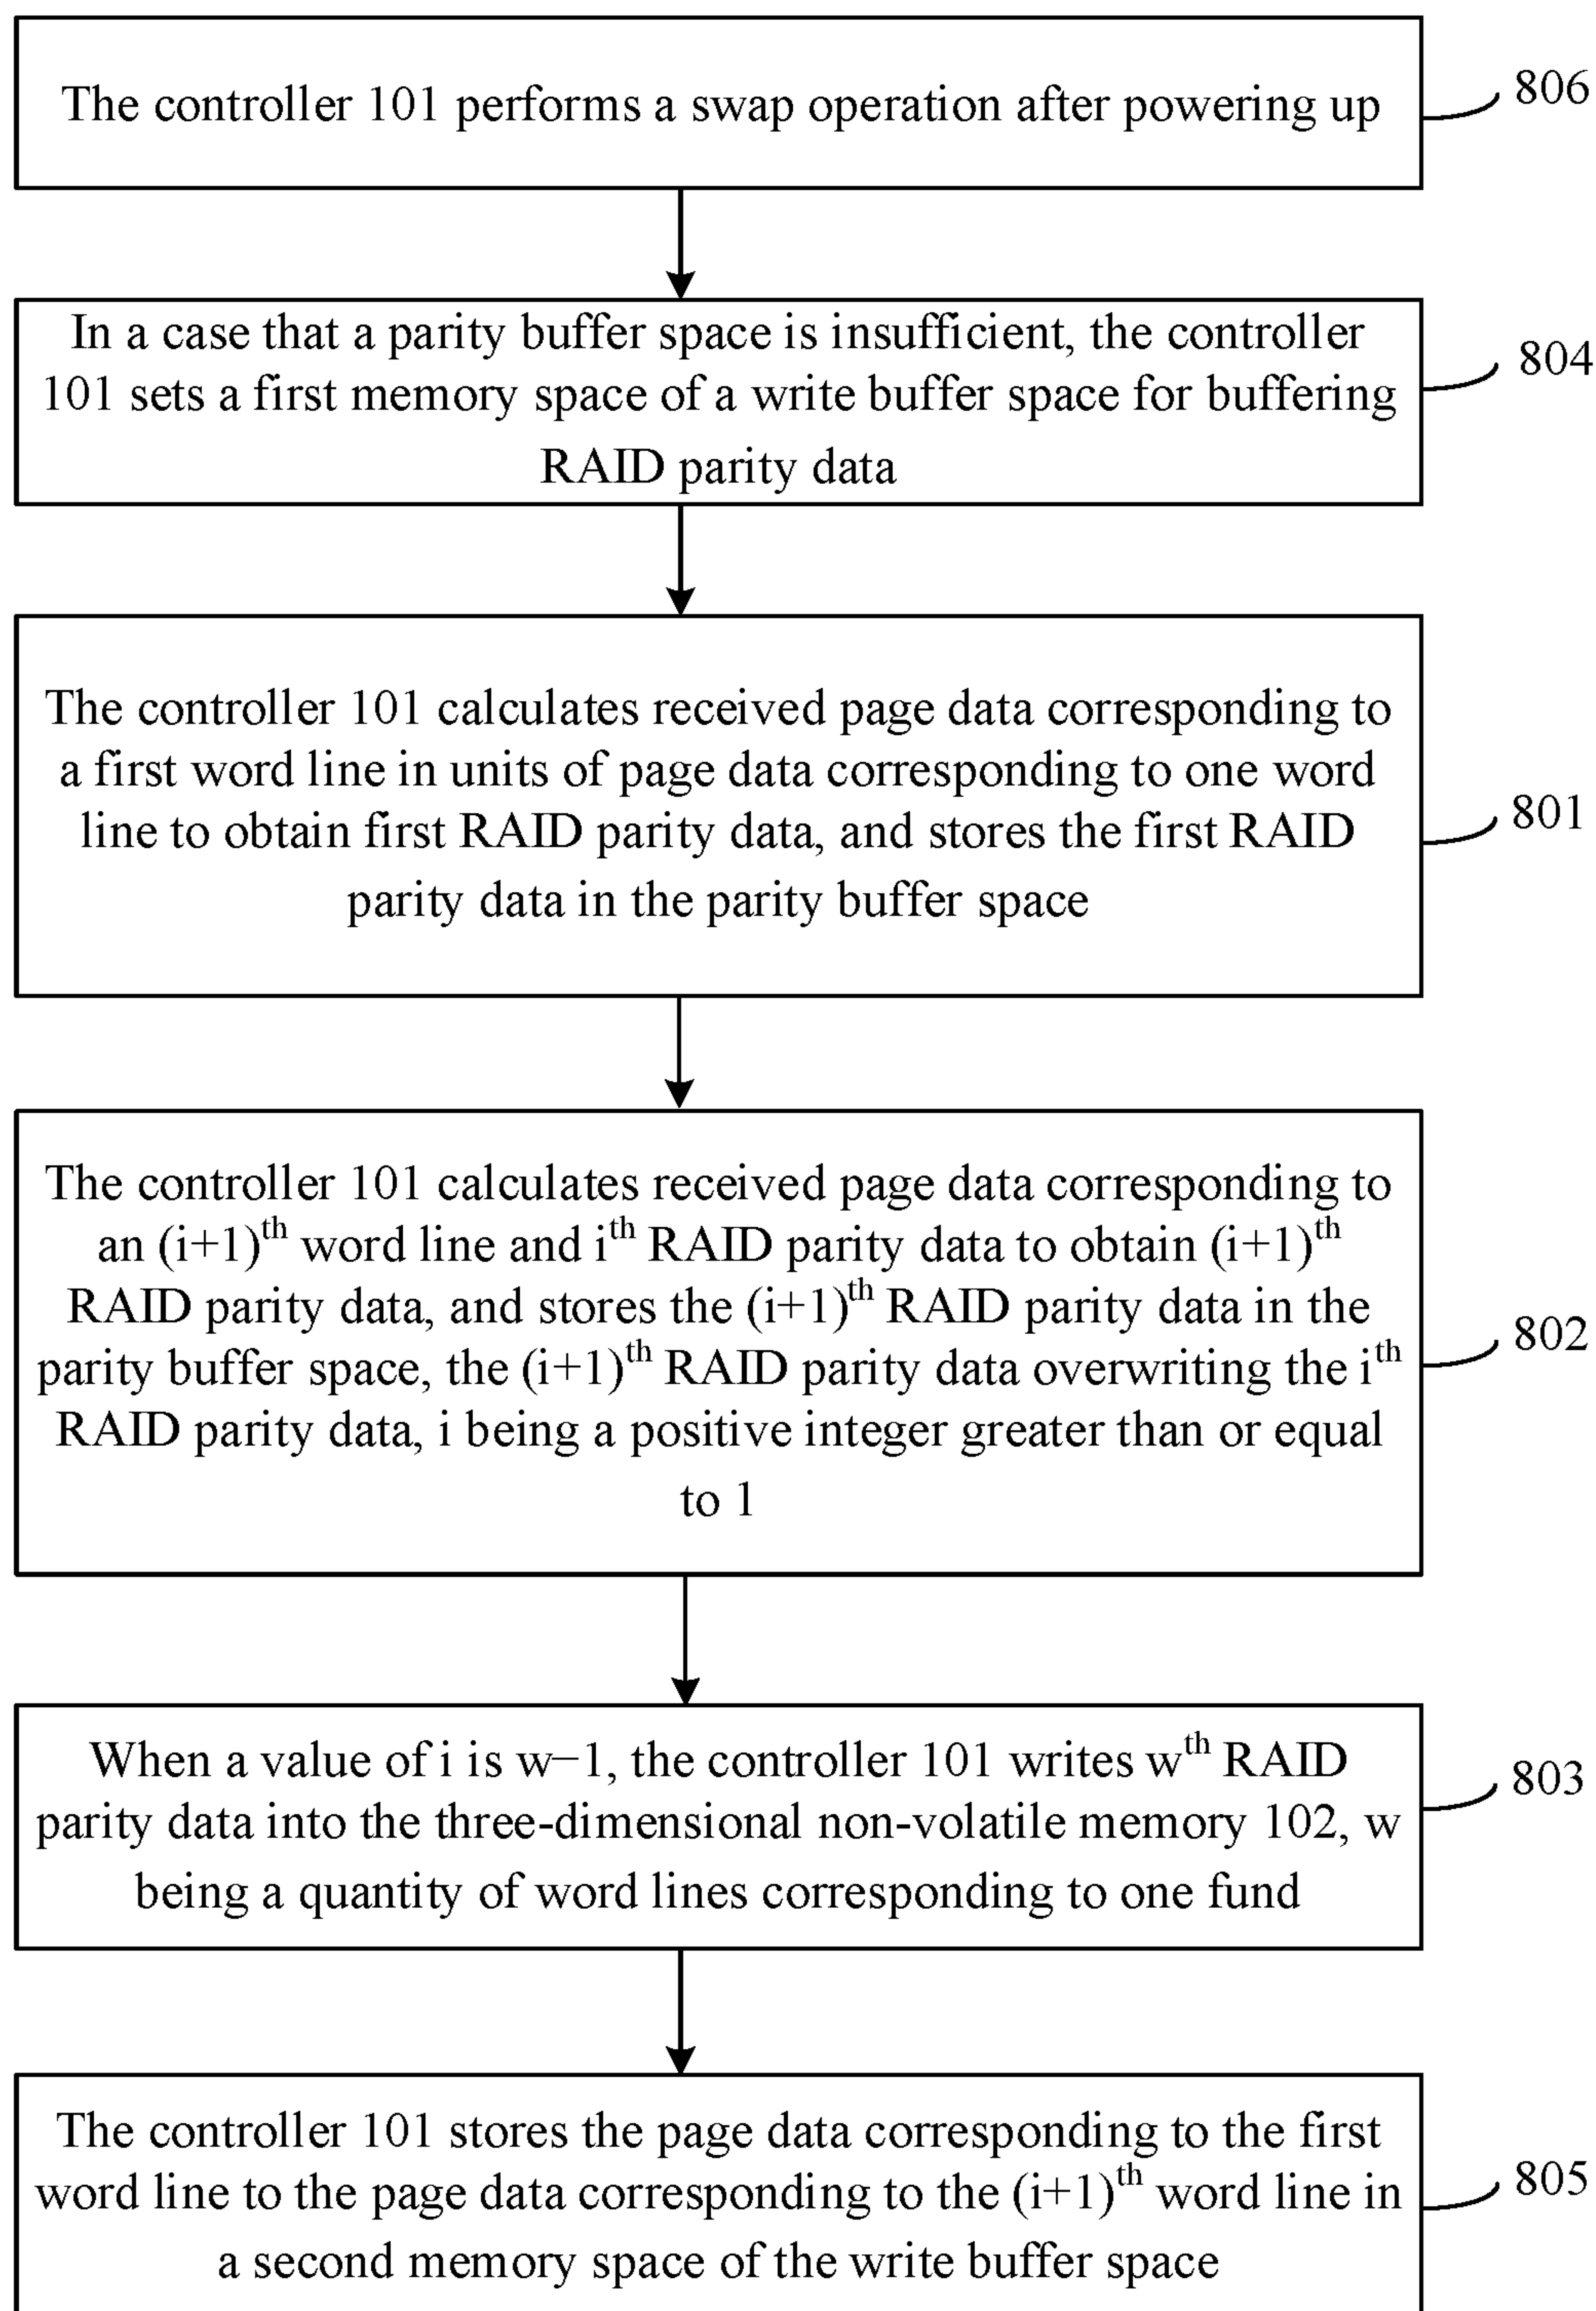 The controller 101 performs a swap operation after powering up
806
In a case that a parity buffer space is insufficient, the controller
101 sets a first memory space of a write buffer space for buffering
RAID parity data
804
The controller 101 calculates received page data corresponding to
a first word line in units of page data corresponding to one word
line to obtain first RAID parity data, and stores the first RAID
parity data in the parity buffer space
801
The controller 101 calculates received page data corresponding to
an (i+1)th word line and ith RAID parity data to obtain (i+1)th
RAID parity data, and stores the (i+1)th RAID parity data in the
parity buffer space, the (i+1)th RAID parity data overwriting the ith
RAID parity data, i being a positive integer greater than or equal
to 1
802
When a value of i is w−1, the controller 101 writes wth RAID
parity data into the three-dimensional non-volatile memory 102, w
being a quantity of word lines corresponding to one fund
803
The controller 101 stores the page data corresponding to the first
word line to the page data corresponding to the (i+1)th word line in
a second memory space of the write buffer space
805